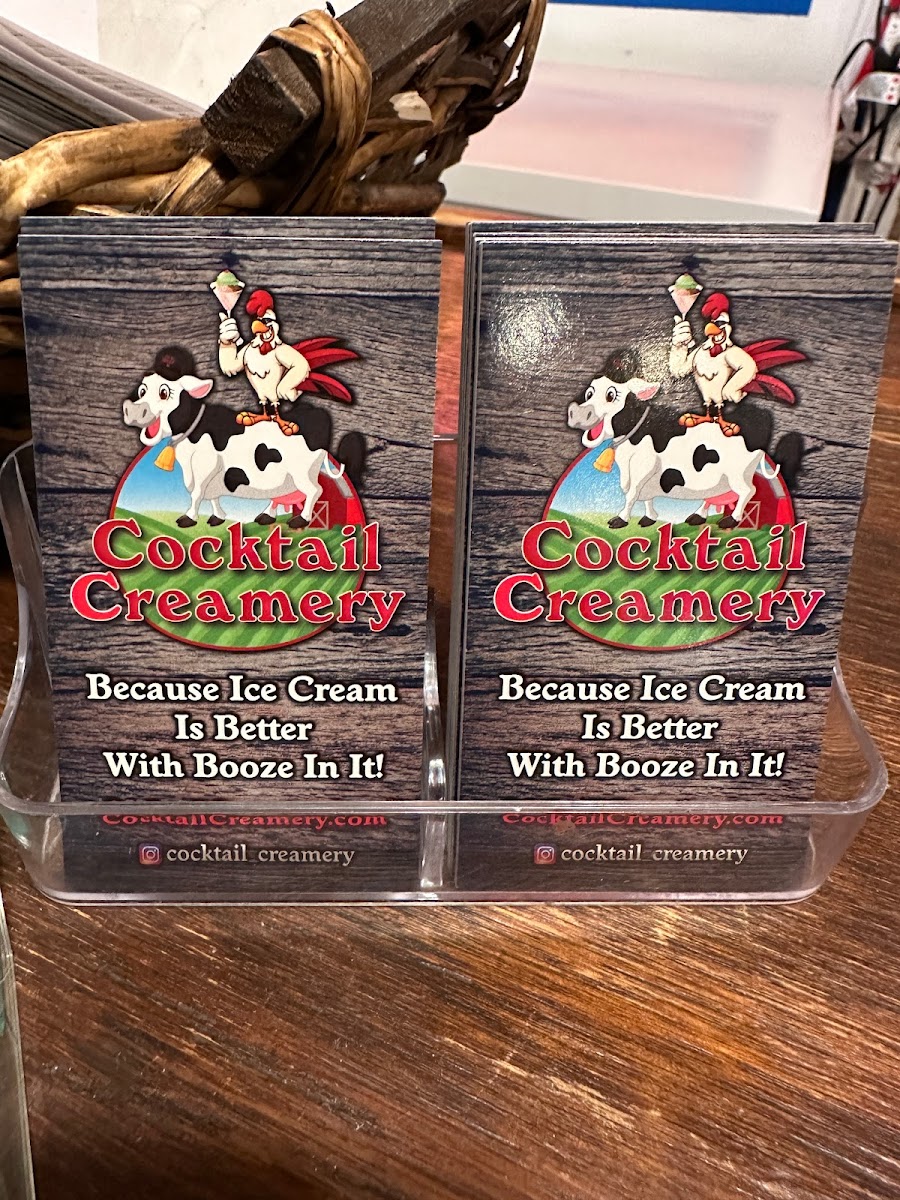 Cocktail
Creamery
Because Ice Cream
Is Better
With Booze In It!
CocktailCreamery.com
cocktail_creamery
Cocktail
Creamery
Because Ice Cream
Is Better
With Booze In It!
CocktailCreamery.com
cocktail_creamery